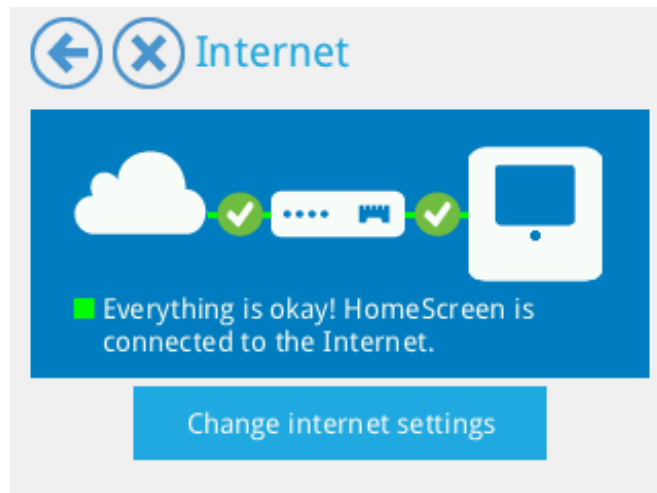 Internet
Everything is okay! HomeScreen is
connected to the Internet.
Change internet settings